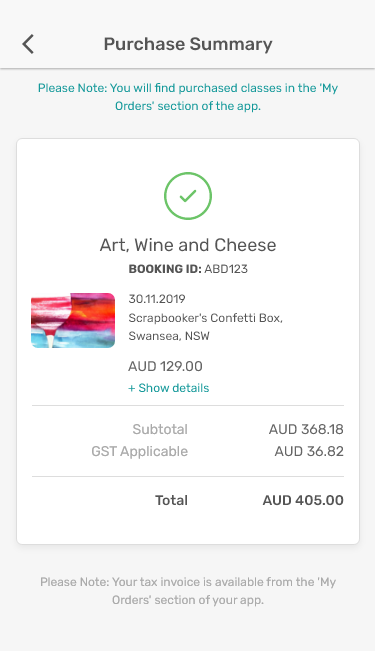 Purchase Summary
Please Note: You will find purchased classes in the 'My
Orders' section of the app.
Art, Wine and Cheese
BOOKING ID: ABD123
30.11.2019
Scrapbooker's Confetti Box,
Swansea, NSW
AUD 129.00
+ Show details
Subtotal AUD 368.18
GST Applicable AUD 36.82
Total AUD 405.00
Please Note: Your tax invoice is available from the 'My
Orders' section of your app.